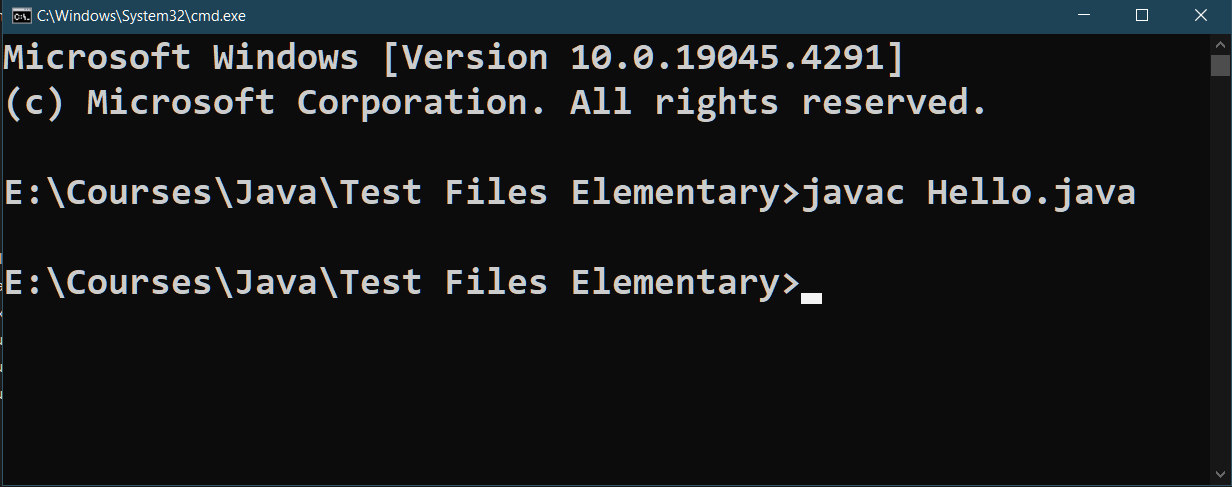 C:\Windows\System32\cmd.exe
Microsoft Windows [Version 10.0.19045.4291]
(c) Microsoft Corporation. All rights reserved.
E:\Courses\Java\Test Files Elementary>javac Hello.java
E:\Courses\Java\Test Files Elementary>